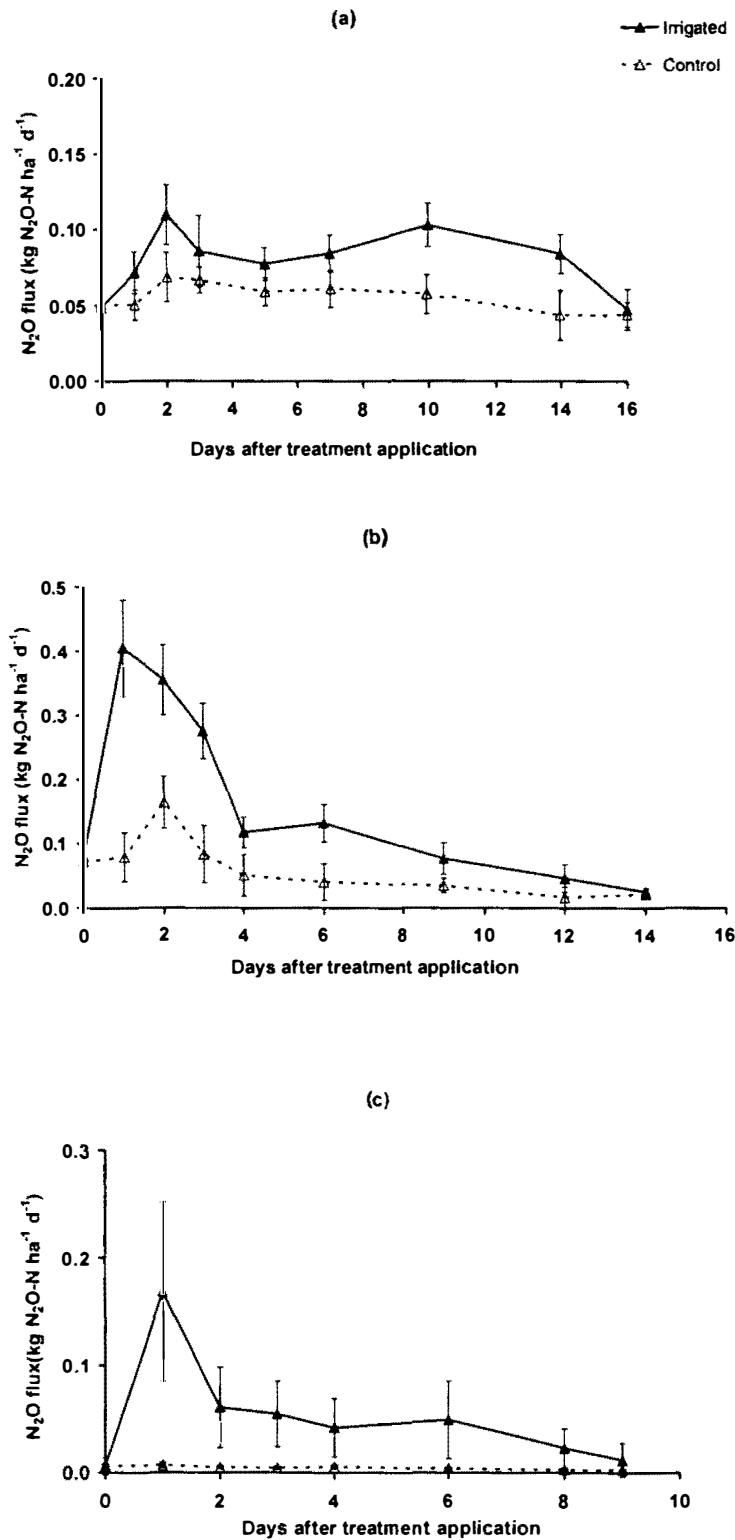 (a)
Irrigated
Control
N₂O flux (kg N₂O-N ha⁻¹ d⁻¹)
0.20
0.15
0.10
0.05
0.00
0 2 4 6 8 10 12 14 16
Days after treatment application
(b)
N₂O flux (kg N₂O-N ha⁻¹ d⁻¹)
0.5
0.4
0.3
0.2
0.1
0.0
0 2 4 6 8 10 12 14 16
Days after treatment application
(c)
N₂O flux(kg N₂O-N ha⁻¹ d⁻¹)
0.3
0.2
0.1
0.0
0 2 4 6 8 10
Days after treatment application